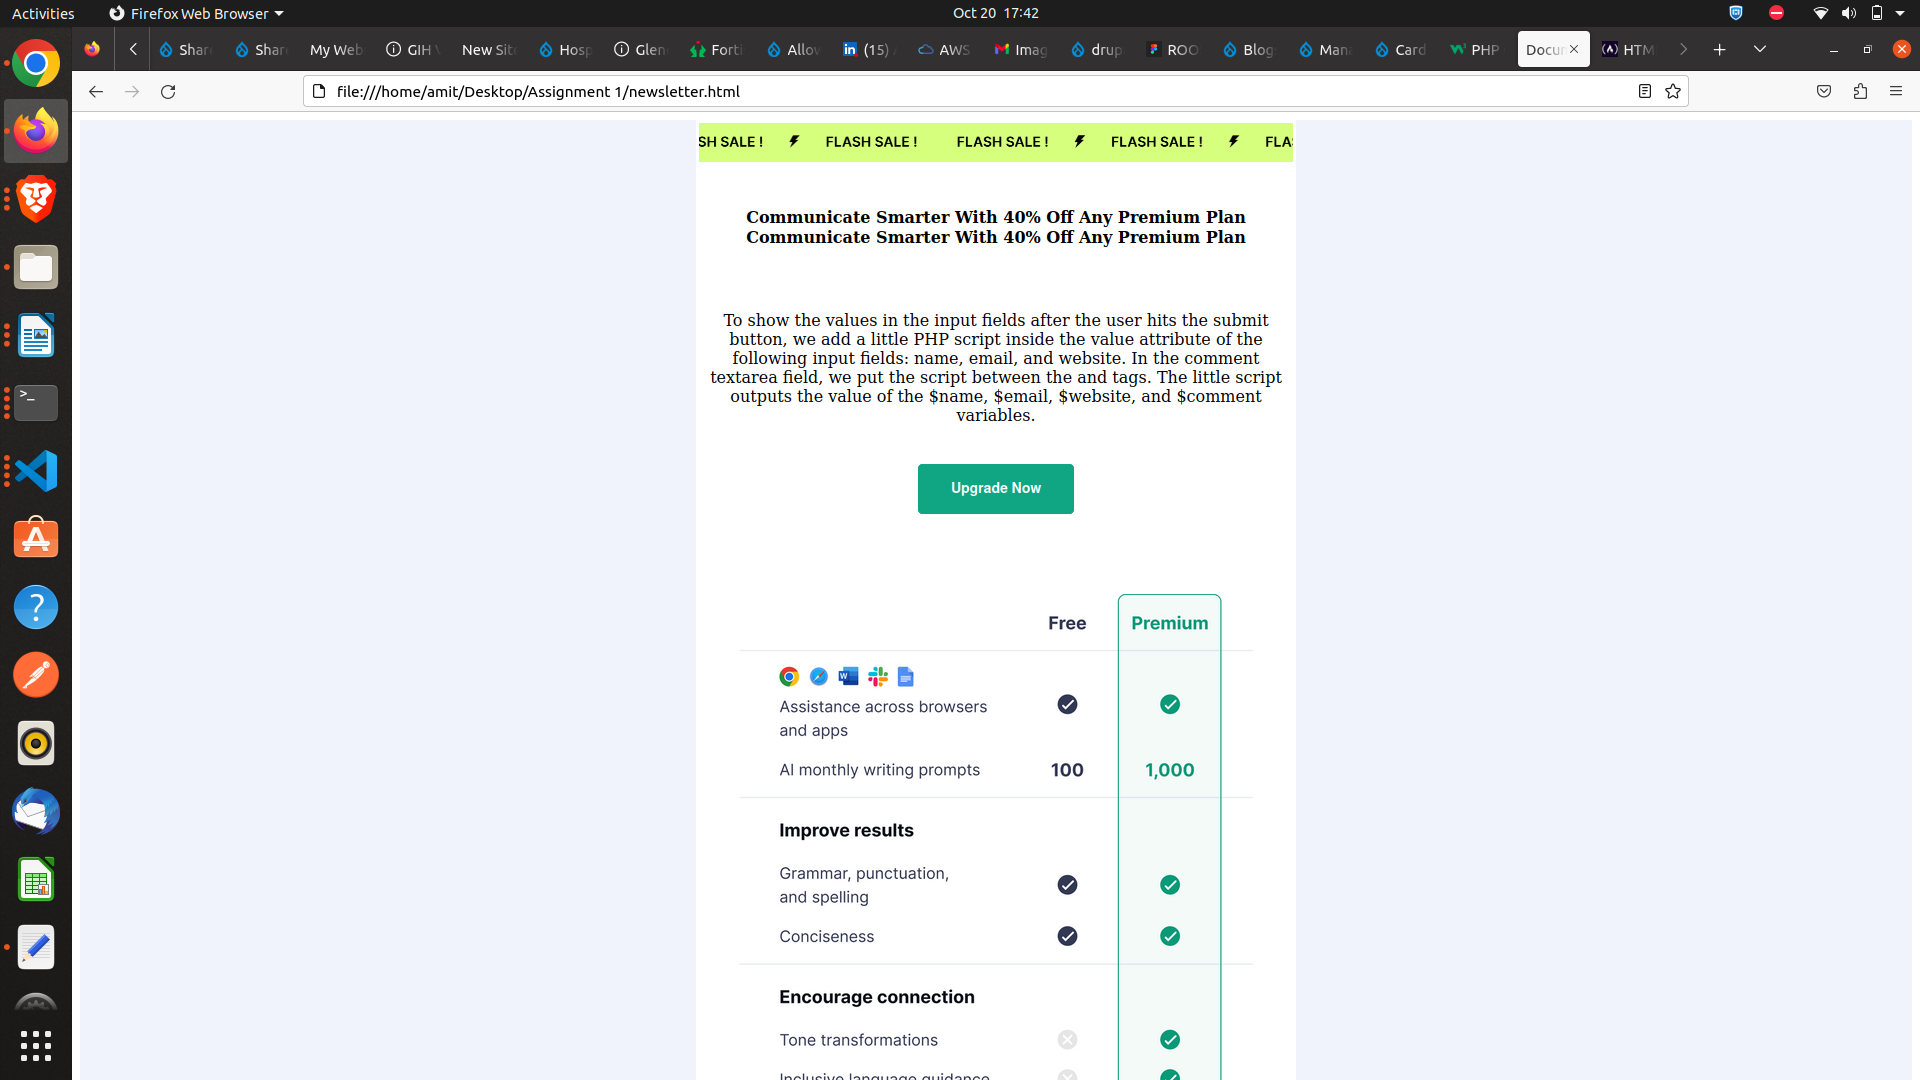 Activities
Firefox Web Browser
Oct 20 17:42
Shar
Shar
My Web
GIH
New Sit
Hosp
Glen
Forti
Allow
(15)
AWS
Imag
drup
ROO
Blog
Mana
Card
PHP
Docun
HTM
file:///home/amit/Desktop/Assignment 1/newsletter.html
SH SALE !
FLASH SALE !
FLASH SALE !
FLASH SALE !
FLA
Communicate Smarter With 40% Off Any Premium Plan
Communicate Smarter With 40% Off Any Premium Plan
To show the values in the input fields after the user hits the submit
button, we add a little PHP script inside the value attribute of the
following input fields: name, email, and website. In the comment
textarea field, we put the script between the and tags. The little script
outputs the value of the $name, $email, $website, and $comment
variables.
Upgrade Now
Free Premium
Assistance across browsers
and apps
AI monthly writing prompts 100 1,000
Improve results
Grammar, punctuation,
and spelling
Conciseness
Encourage connection
Tone transformations
Inclusive language guidance